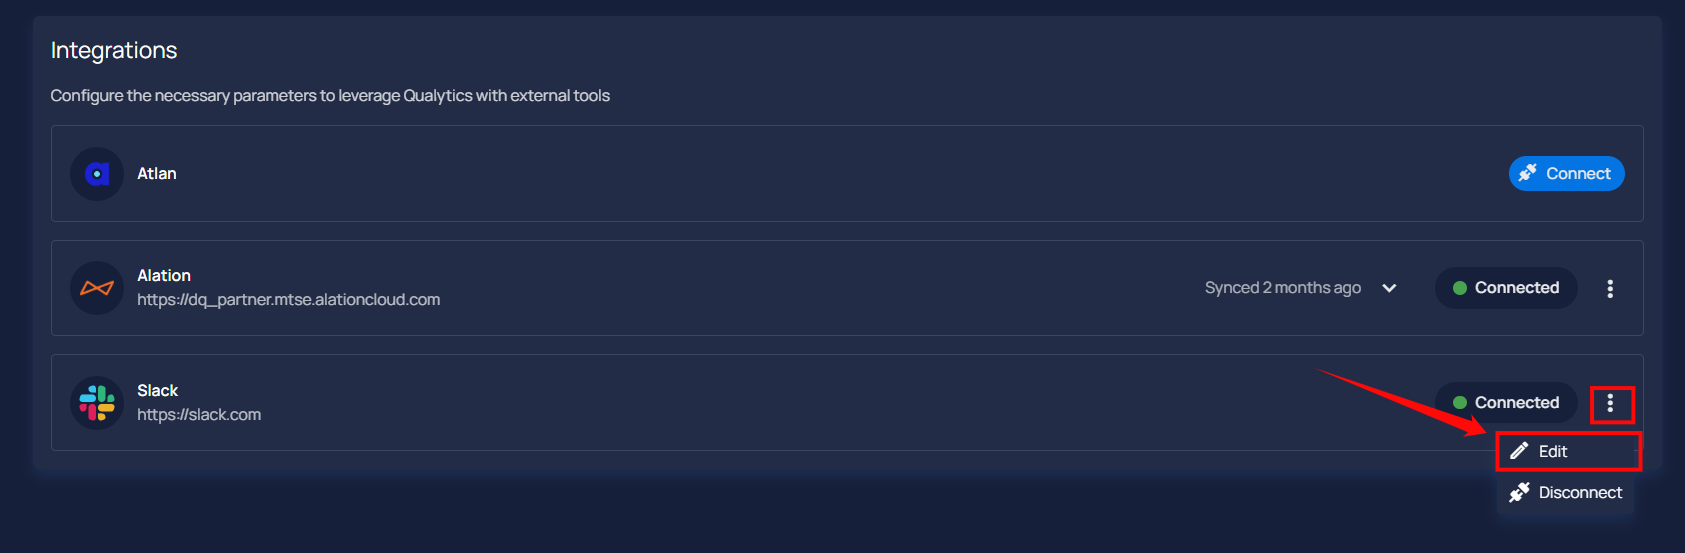 Integrations
Configure the necessary parameters to leverage Qualytics with external tools
Atlan
Connect
Alation
https://dq_partner.mtse.alationcloud.com
Synced 2 months ago
Connected
Slack
https://slack.com
Connected
Edit
Disconnect